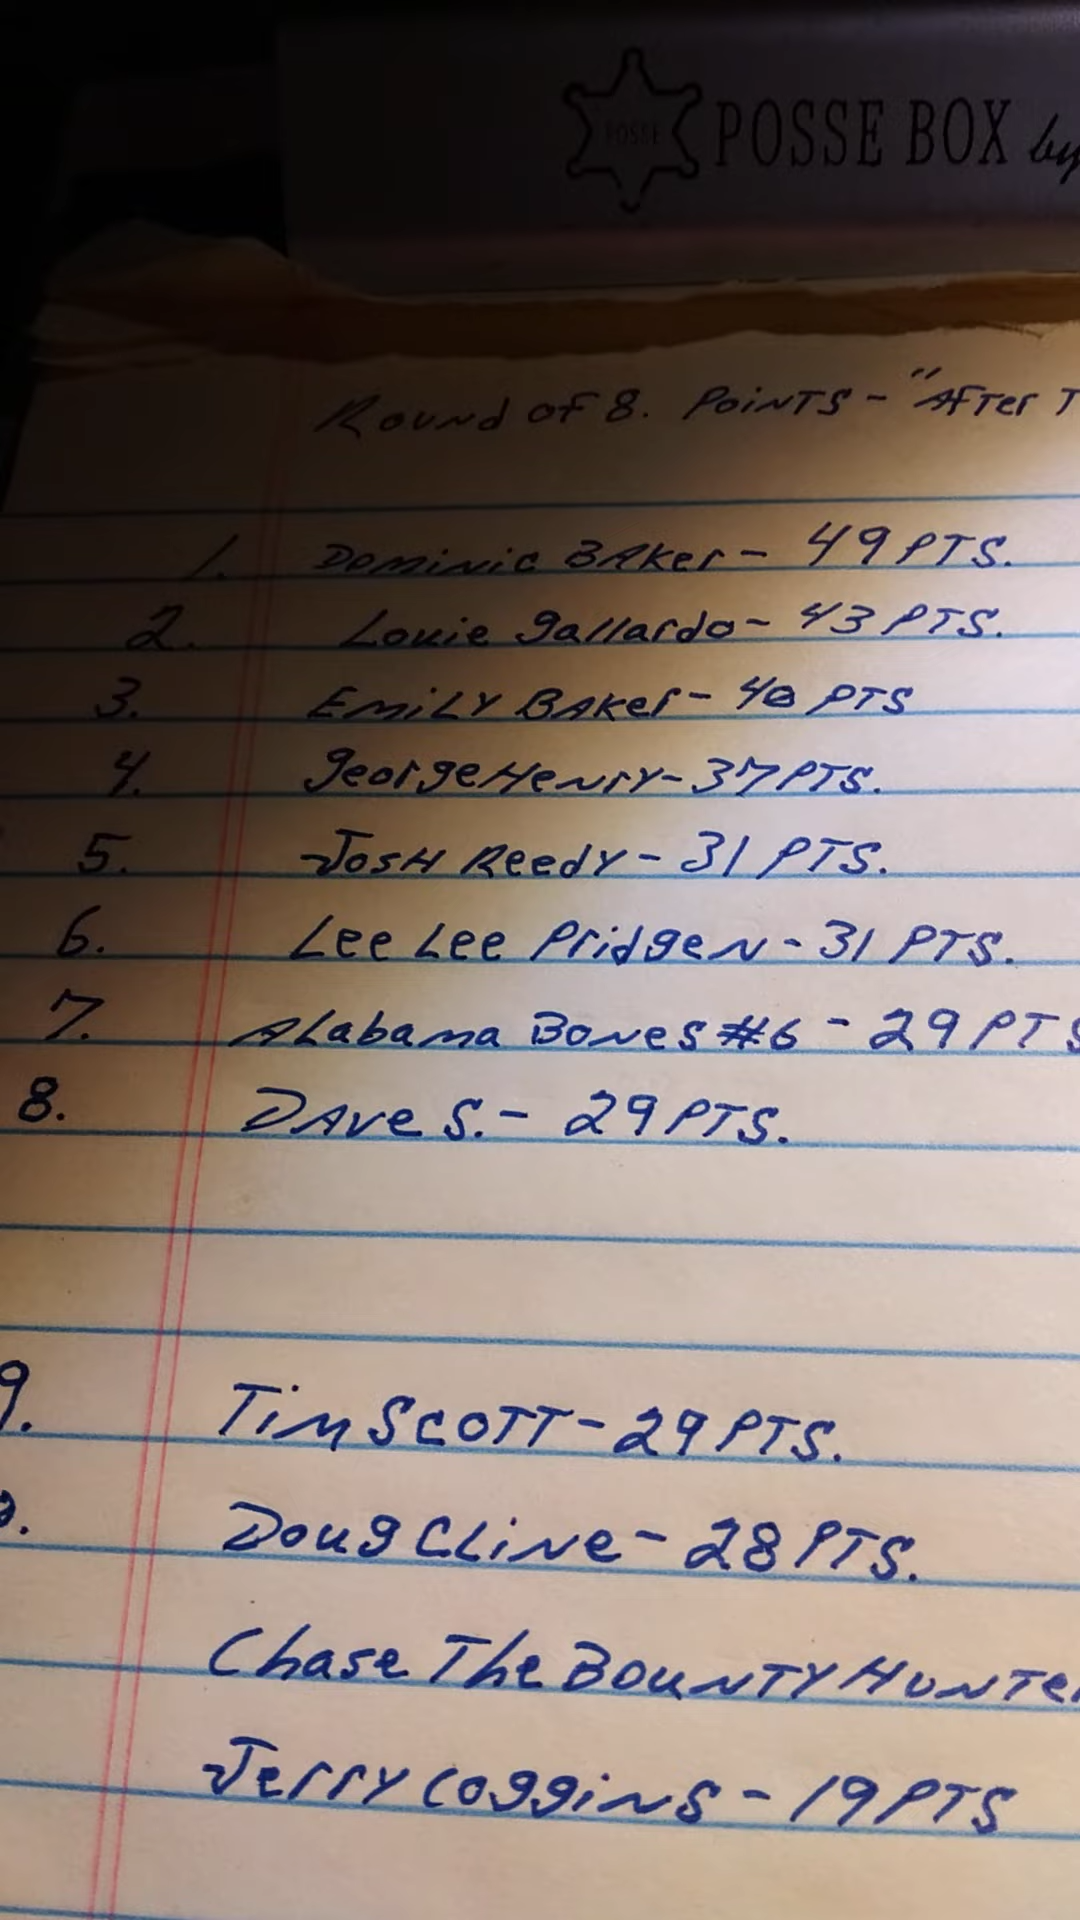 POSSE
POSSE BOX by
Round of 8. Points - "After T
1. Dominic Baker - 49 PTS.
2. Louie Gallardo - 43 PTS.
3. Emily Baker - 40 PTS
4. George Henry - 37 PTS.
5. Josh Reedy - 31 PTS.
6. Lee Lee Pridgen - 31 PTS.
7. Alabama Bones #6 - 29 PTS
8. Dave S. - 29 PTS.
9. Tim Scott - 29 PTS.
0. Doug Cline - 28 PTS.
Chase The Bounty Hunter
Jerry Coggins - 19 PTS